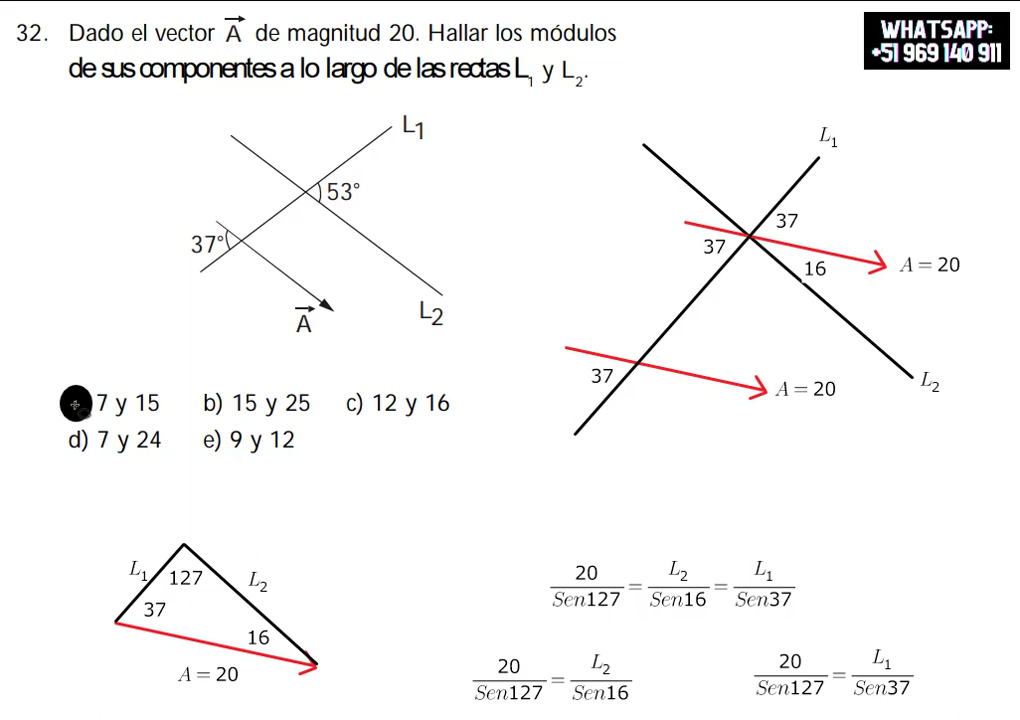 32. Dado el vector A de magnitud 20. Hallar los módulos
de sus componentes a lo largo de las rectas L₁ y L₂.
WHATSAPP:
+51 969 140 911
L1
53°
37°
A
L2
L₁
37
37
16
A = 20
37
A = 20
L₂
7 y 15 b) 15 y 25 c) 12 y 16
d) 7 y 24 e) 9 y 12
L₁
127
L₂
37
16
A = 20
20/Sen127 = L₂/Sen16 = L₁/Sen37
20/Sen127 = L₂/Sen16
20/Sen127 = L₁/Sen37